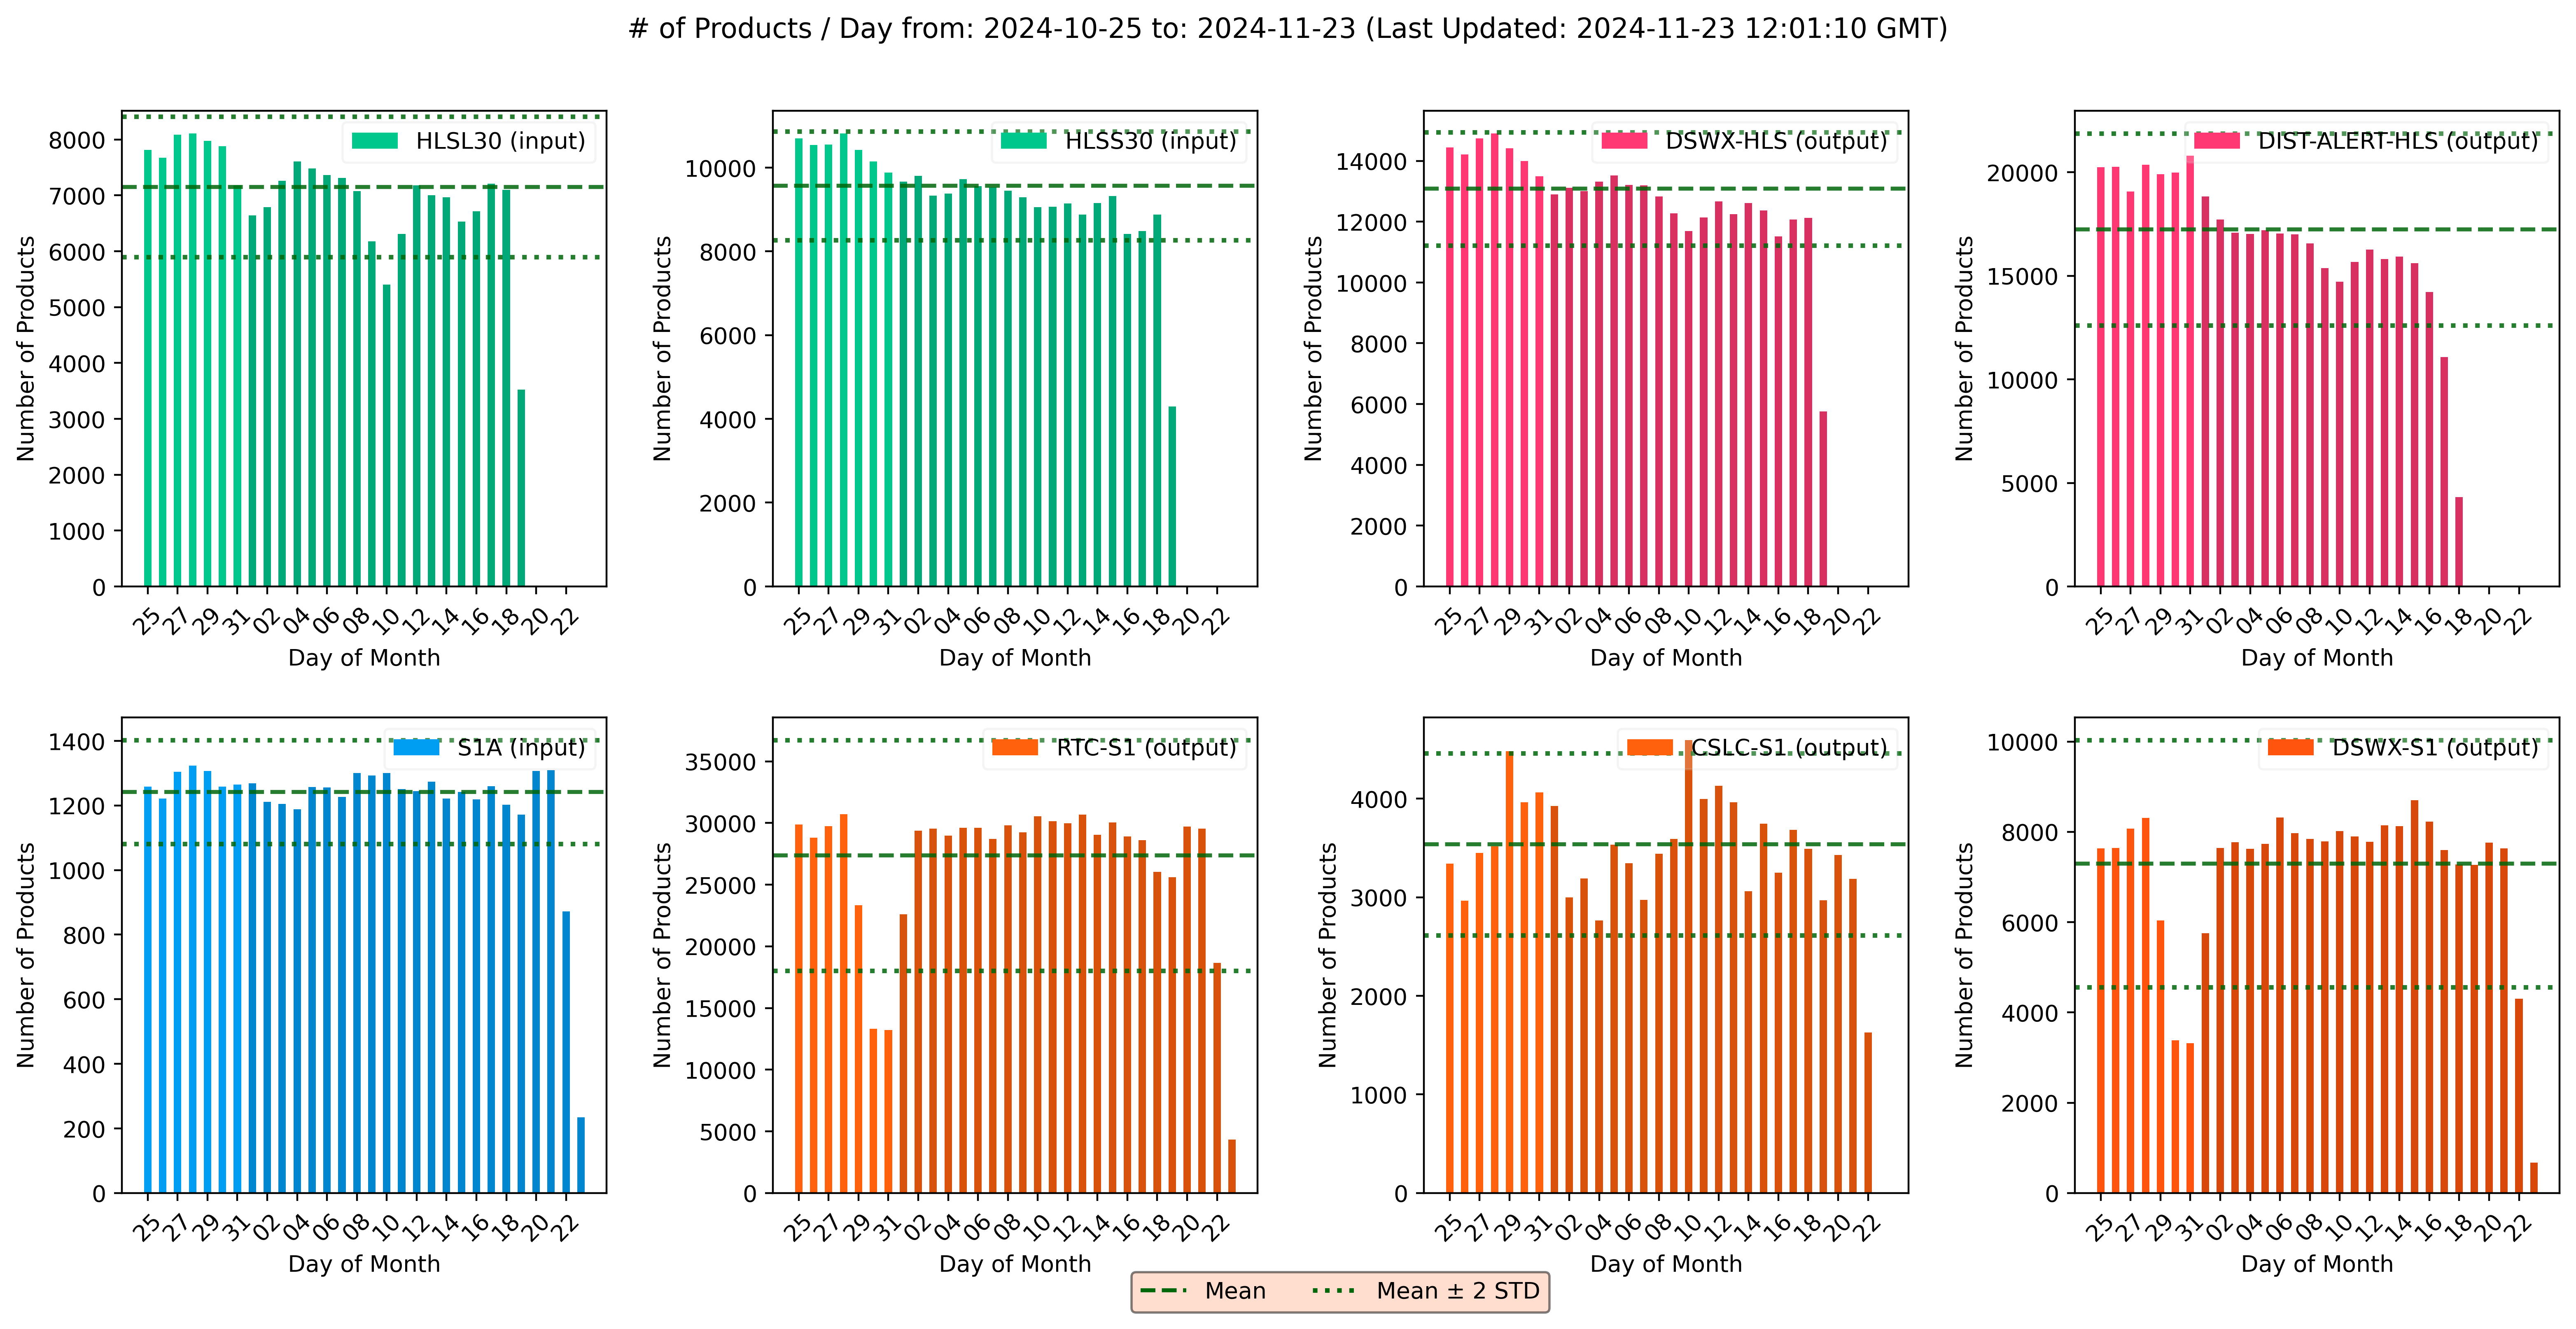 # of Products / Day from: 2024-10-25 to: 2024-11-23 (Last Updated: 2024-11-23 12:01:10 GMT)
HLSL30 (input)
Number of Products
8000
7000
6000
5000
4000
3000
2000
1000
0
25 27 29 31 02 04 06 08 10 12 14 16 18 20 22
Day of Month
HLSS30 (input)
Number of Products
10000
8000
6000
4000
2000
0
25 27 29 31 02 04 06 08 10 12 14 16 18 20 22
Day of Month
DSWX-HLS (output)
Number of Products
14000
12000
10000
8000
6000
4000
2000
0
25 27 29 31 02 04 06 08 10 12 14 16 18 20 22
Day of Month
DIST-ALERT-HLS (output)
Number of Products
20000
15000
10000
5000
0
25 27 29 31 02 04 06 08 10 12 14 16 18 20 22
Day of Month
S1A (input)
Number of Products
1400
1200
1000
800
600
400
200
0
25 27 29 31 02 04 06 08 10 12 14 16 18 20 22
Day of Month
RTC-S1 (output)
Number of Products
35000
30000
25000
20000
15000
10000
5000
0
25 27 29 31 02 04 06 08 10 12 14 16 18 20 22
Day of Month
CSLC-S1 (output)
Number of Products
4000
3000
2000
1000
0
25 27 29 31 02 04 06 08 10 12 14 16 18 20 22
Day of Month
DSWX-S1 (output)
Number of Products
10000
8000
6000
4000
2000
0
25 27 29 31 02 04 06 08 10 12 14 16 18 20 22
Day of Month
Mean
Mean ± 2 STD